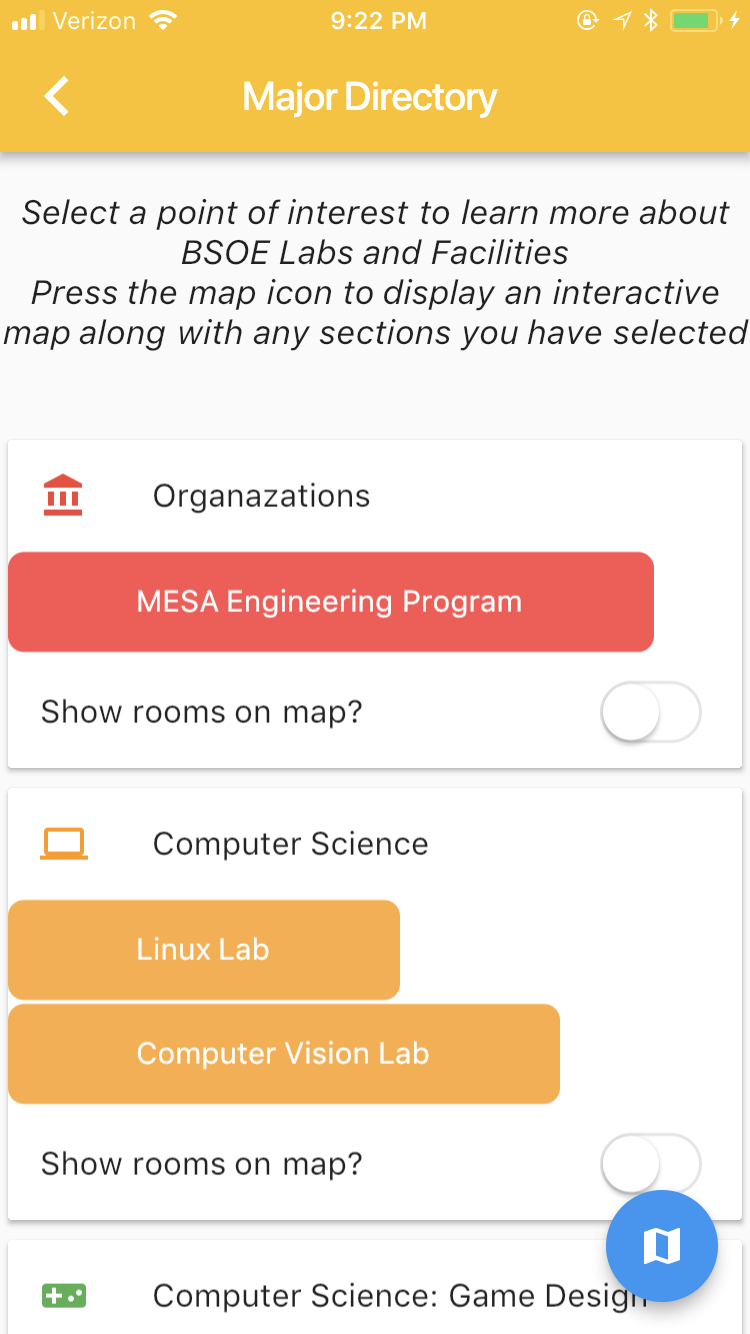 Verizon 9:22 PM
Major Directory
Select a point of interest to learn more about
BSOE Labs and Facilities
Press the map icon to display an interactive
map along with any sections you have selected
Organazations
MESA Engineering Program
Show rooms on map?
Computer Science
Linux Lab
Computer Vision Lab
Show rooms on map?
Computer Science: Game Design